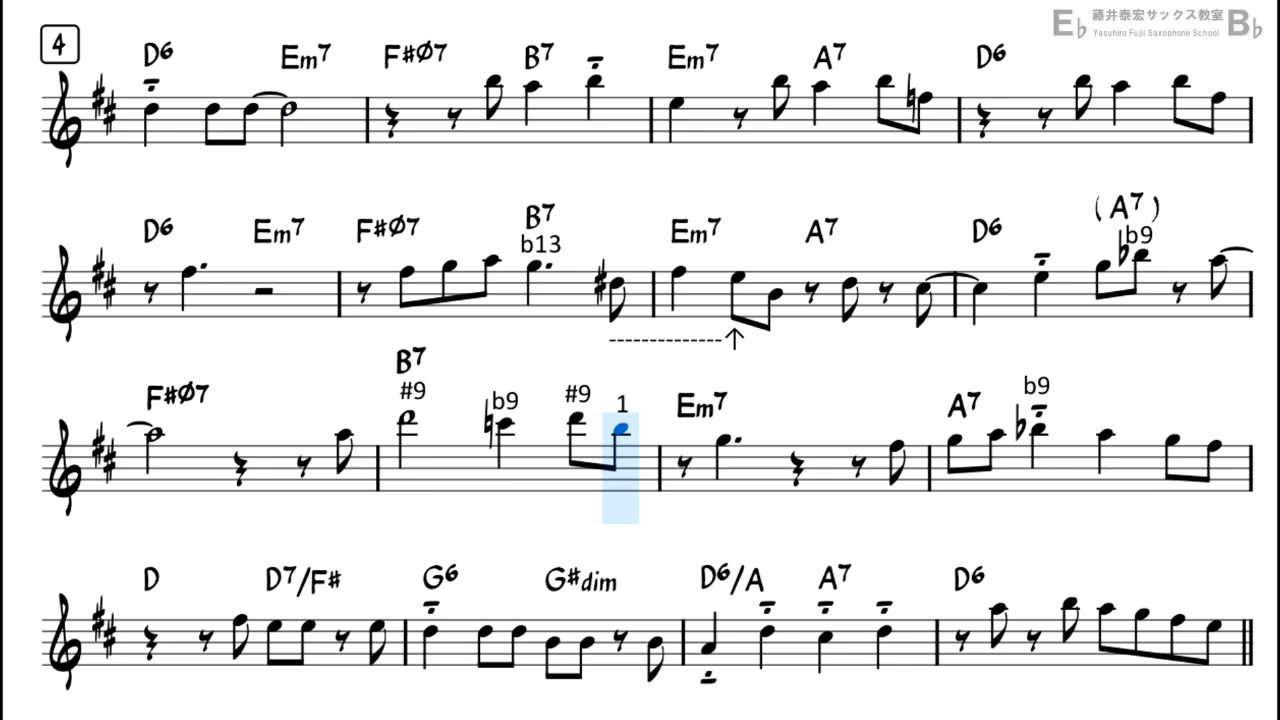 E♭ 藤井泰宏サックス教室 B♭
Yasuhiro Fujii Saxophone School
4
D6 Em7 F#Ø7 B7 Em7 A7 D6
D6 Em7 F#Ø7 B7 Em7 A7 D6 ( A7 )
b13 b9
B7
#9 b9 #9 1 b9
F#Ø7 Em7 A7
D D7/F# G6 G#dim D6/A A7 D6